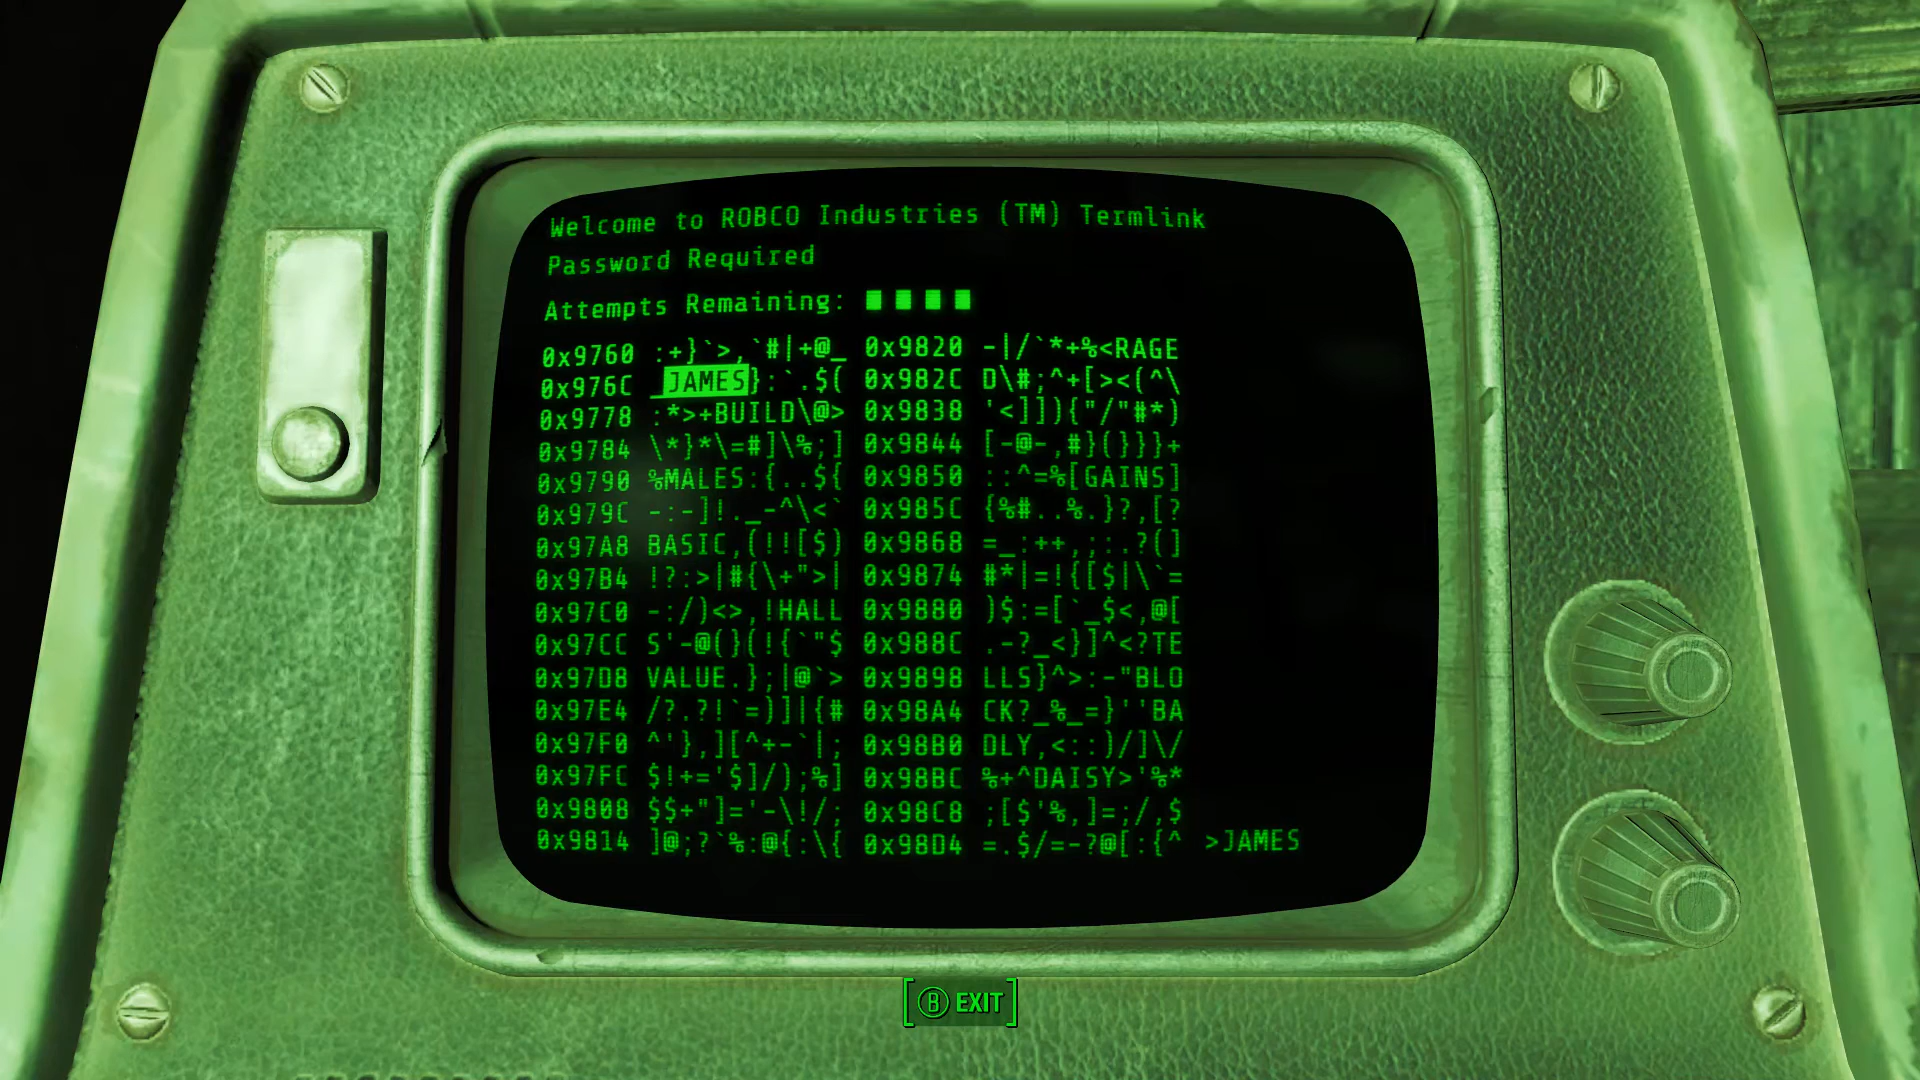 Welcome to ROBCO Industries (TM) Termlink
Password Required
Attempts Remaining:
0x9760 :+}`>,`#|+@_ 0x9820 -|/`*+%<RAGE
0x976C _JAMES}:`.$( 0x982C D\#;^+[><(^\
0x9778 :*>+BUILD\@> 0x9838 '<]]){"/"#*)
0x9784 \*}*\=#]\%;] 0x9844 [-@-,#}(}}}+
0x9790 %MALES:{..${ 0x9850 ::^=%[GAINS]
0x979C -:-]!._-^\<` 0x985C {%#..%.}?,[?
0x97A8 BASIC,(!![$) 0x9868 =_:++,;:.?(]
0x97B4 !?:>|#{\+">| 0x9874 #*|=!{[$|\`=
0x97C0 -:/)<>,!HALL 0x9880 )$:=[`_$<,@[
0x97CC S'-@(}(!{`"$ 0x988C .-?_<}]^<?TE
0x97D8 VALUE.};|@`> 0x9898 LLS}^>:-"BLO
0x97E4 /?.?!`=)]|{# 0x98A4 CK?_%_=}''BA
0x97F0 ^'},][^+-`|; 0x98B0 DLY,<::)/]\/
0x97FC $!+='$]/);%] 0x98BC %+^DAISY>'%*
0x9808 $$+"]='-\!/; 0x98C8 ;[$'%,]=;/,$
0x9814 ]@;?`%:@{:\{ 0x98D4 =.$/=-?@[:{^ >JAMES
[B EXIT]